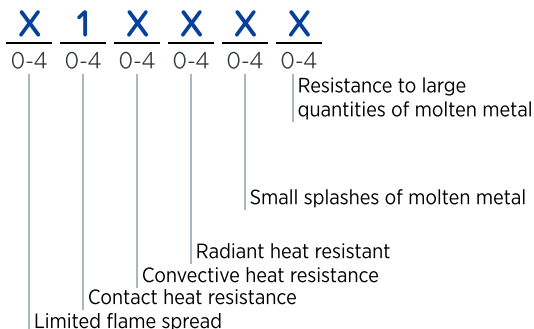 X 1 X X X X
0-4 0-4 0-4 0-4 0-4 0-4
Resistance to large
quantities of molten metal
Small splashes of molten metal
Radiant heat resistant
Convective heat resistance
Contact heat resistance
Limited flame spread